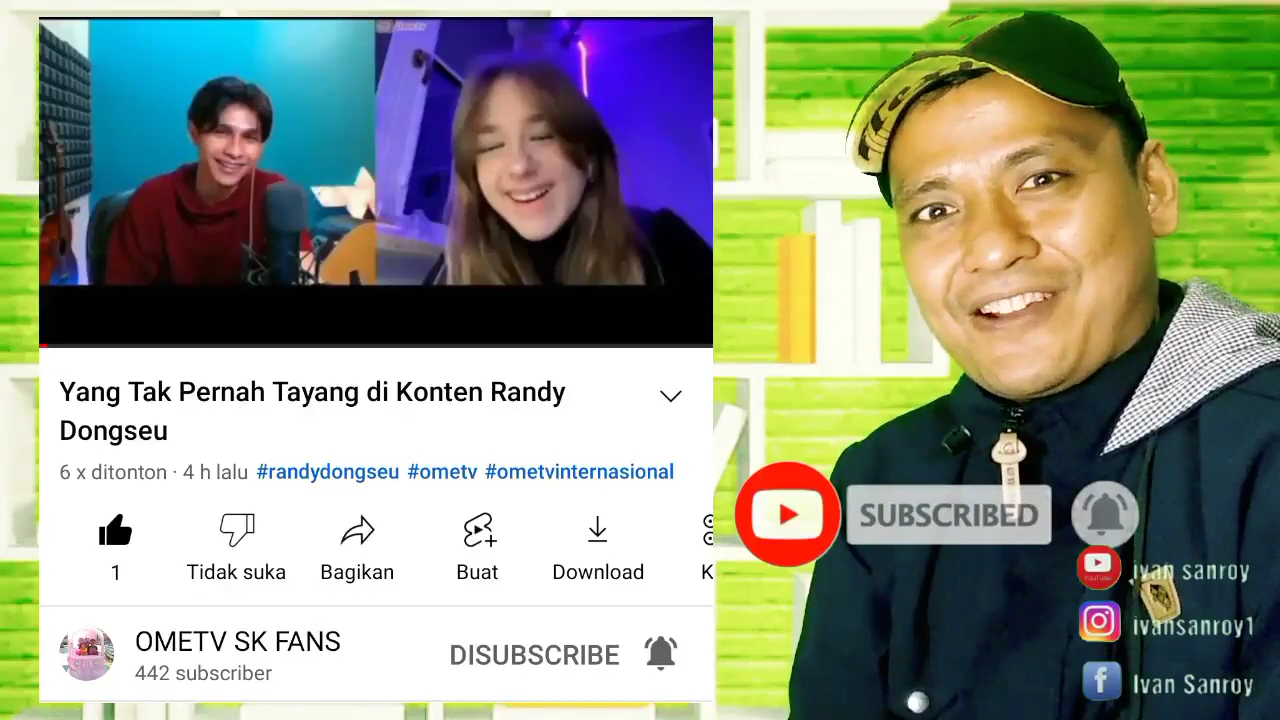 Yang Tak Pernah Tayang di Konten Randy
Dongseu
6 x ditonton · 4 h lalu #randydongseu #ometv #ometvinternasional
1
Tidak suka
Bagikan
Buat
Download
K
OMETV SK FANS
442 subscriber
DISUBSCRIBE
SUBSCRIBED
YouTube
ivan sanroy
ivansanroy1
Ivan Sanroy